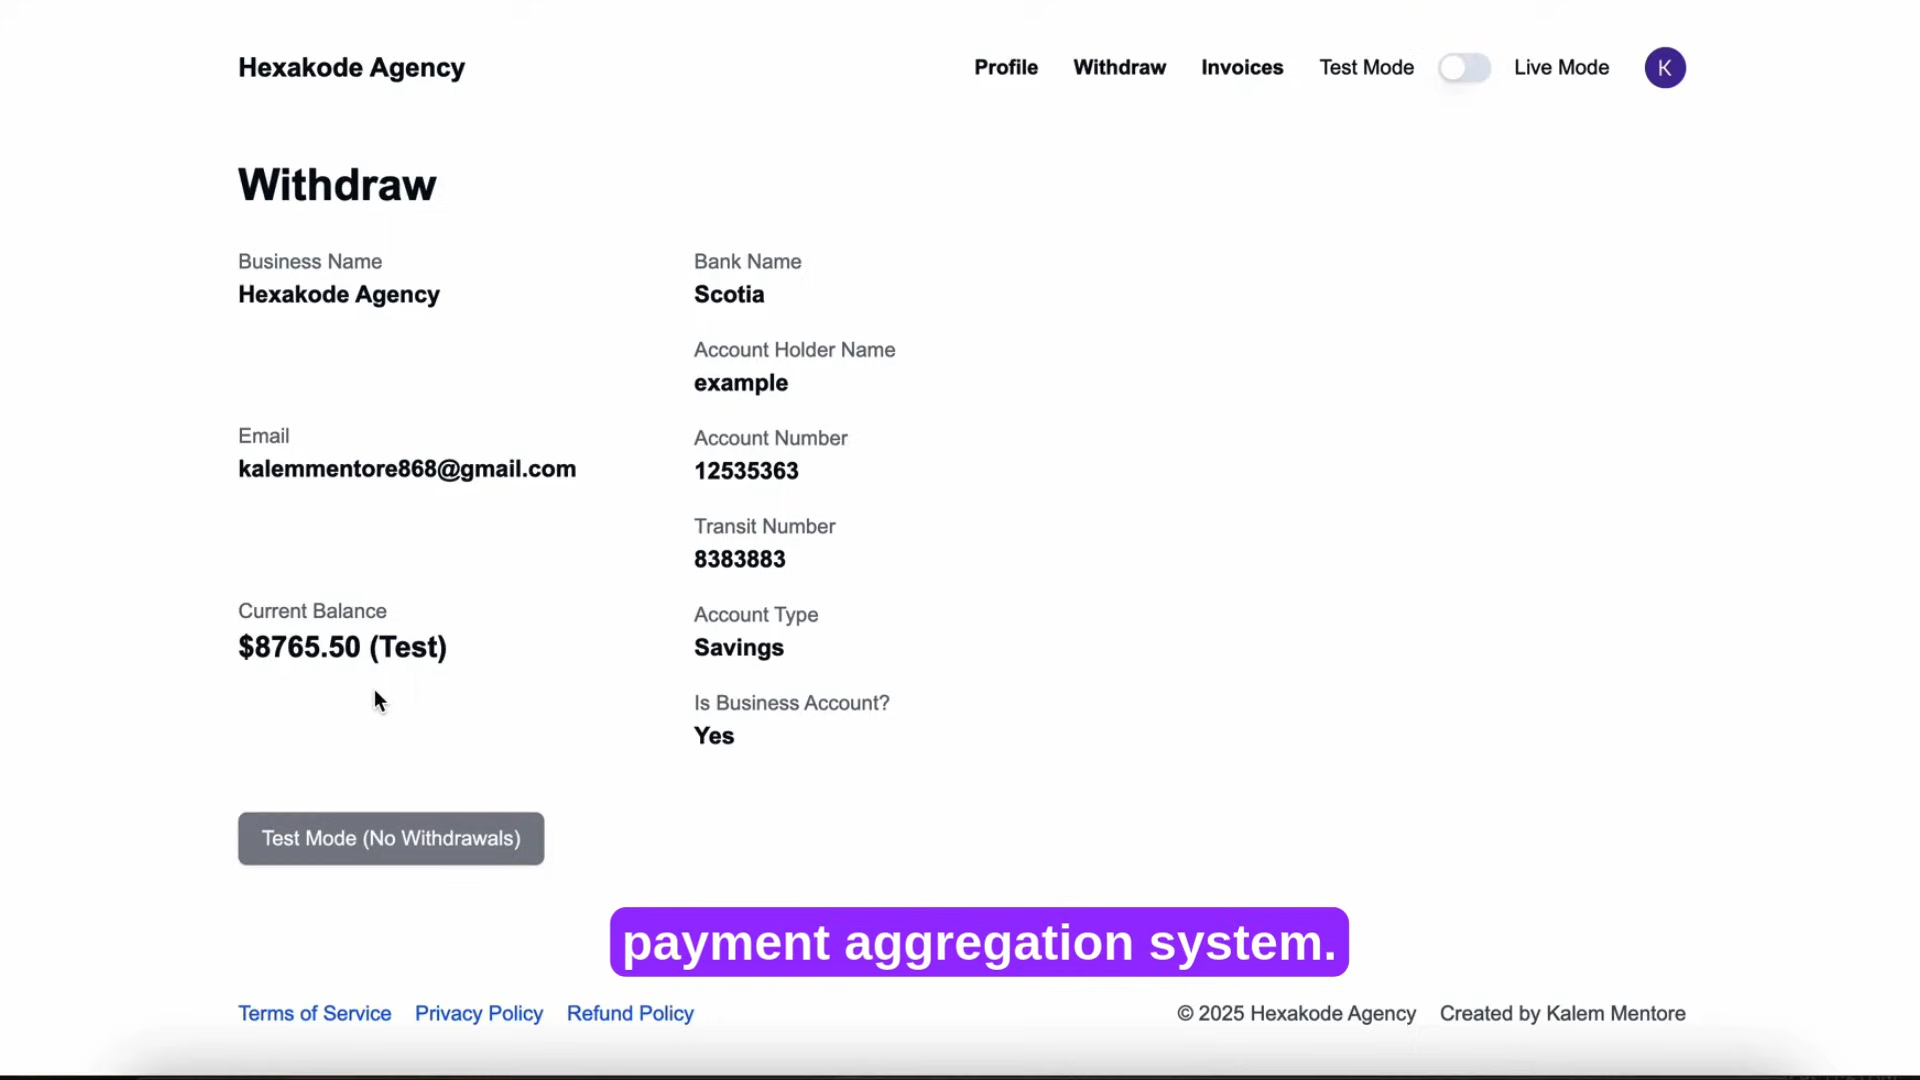 Hexakode Agency
Profile
Withdraw
Invoices
Test Mode
Live Mode
K
Withdraw
Business Name
Hexakode Agency
Email
kalemmentore868@gmail.com
Current Balance
$8765.50 (Test)
Bank Name
Scotia
Account Holder Name
example
Account Number
12535363
Transit Number
8383883
Account Type
Savings
Is Business Account?
Yes
Test Mode (No Withdrawals)
payment aggregation system.
Terms of Service
Privacy Policy
Refund Policy
© 2025 Hexakode Agency
Created by Kalem Mentore